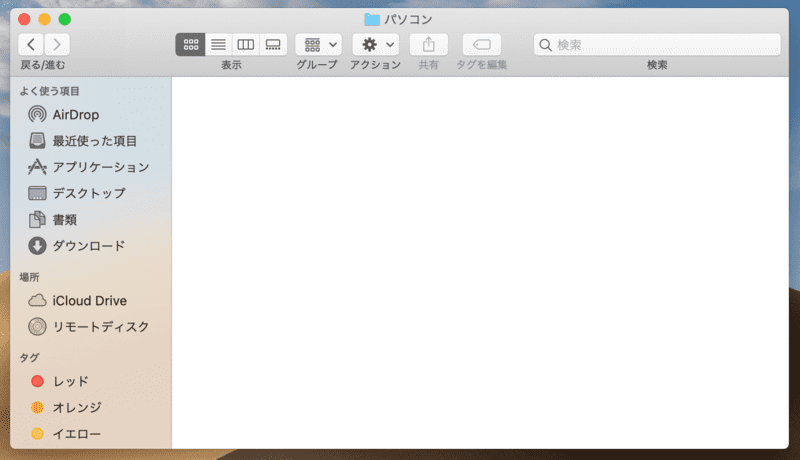 パソコン
検索
戻る/進む
表示
グループ
アクション
共有
タグを編集
検索
よく使う項目
AirDrop
最近使った項目
アプリケーション
デスクトップ
書類
ダウンロード
場所
iCloud Drive
リモートディスク
タグ
レッド
オレンジ
イエロー